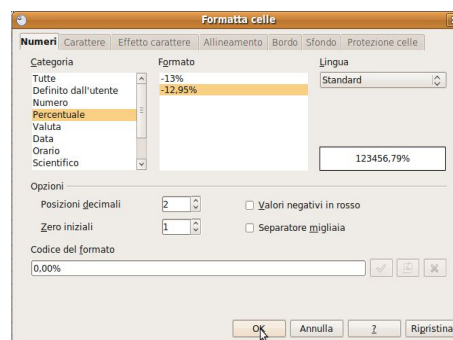 Formatta celle
Numeri Carattere Effetto carattere Allineamento Bordo Sfondo Protezione celle
Categoria Formato Lingua
Tutte -13% Standard
Definito dall'utente -12,95%
Numero
Percentuale
Valuta
Data
Orario
Scientifico 123456,79%
Opzioni
Posizioni decimali 2 Valori negativi in rosso
Zero iniziali 1 Separatore migliaia
Codice del formato
0,00%
OK Annulla ? Ripristina